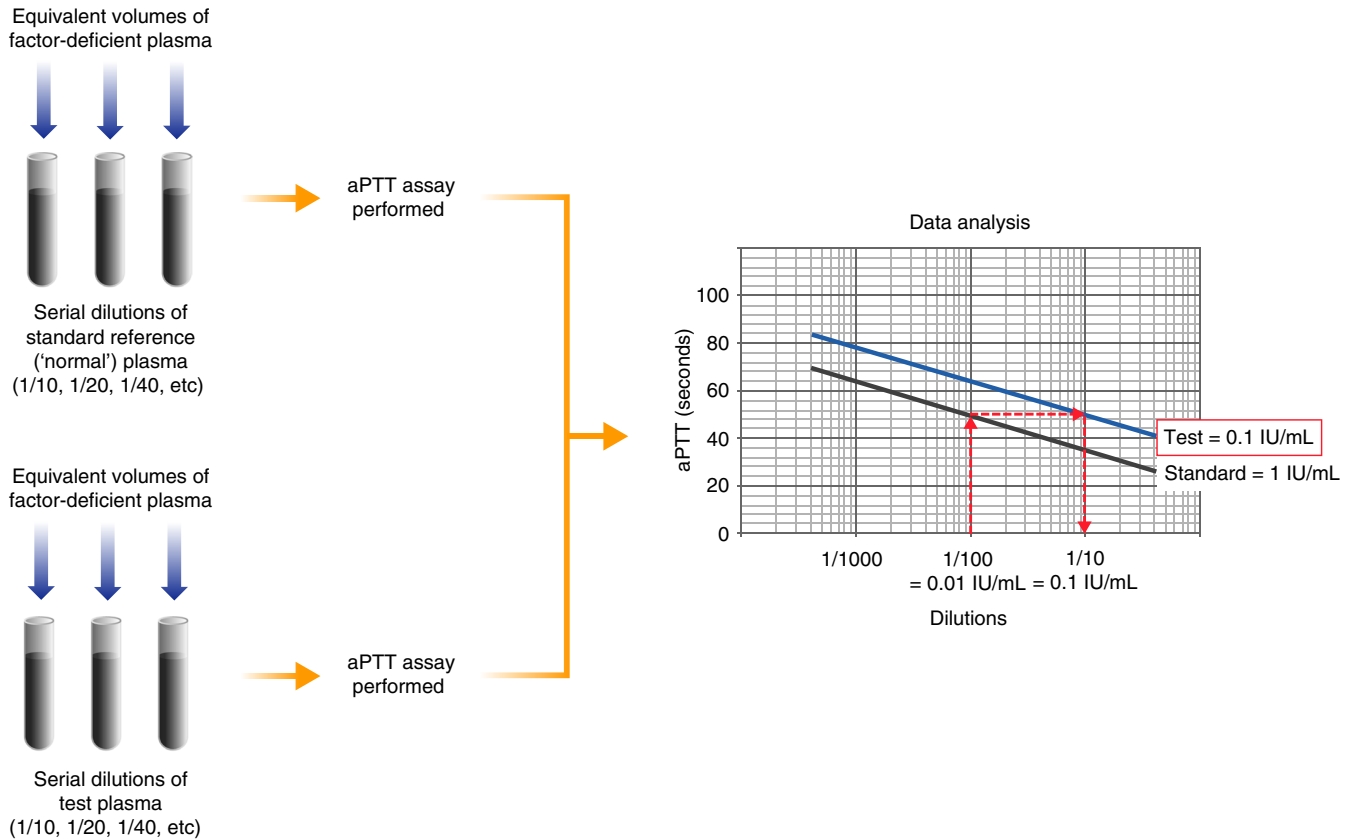 Equivalent volumes of
factor-deficient plasma
Serial dilutions of
standard reference
(‘normal’) plasma
(1/10, 1/20, 1/40, etc)
aPTT assay
performed
Equivalent volumes of
factor-deficient plasma
Serial dilutions of
test plasma
(1/10, 1/20, 1/40, etc)
aPTT assay
performed
Data analysis
aPTT (seconds)
100
80
60
40
20
0
Test = 0.1 IU/mL
Standard = 1 IU/mL
1/1000 1/100 1/10
= 0.01 IU/mL = 0.1 IU/mL
Dilutions